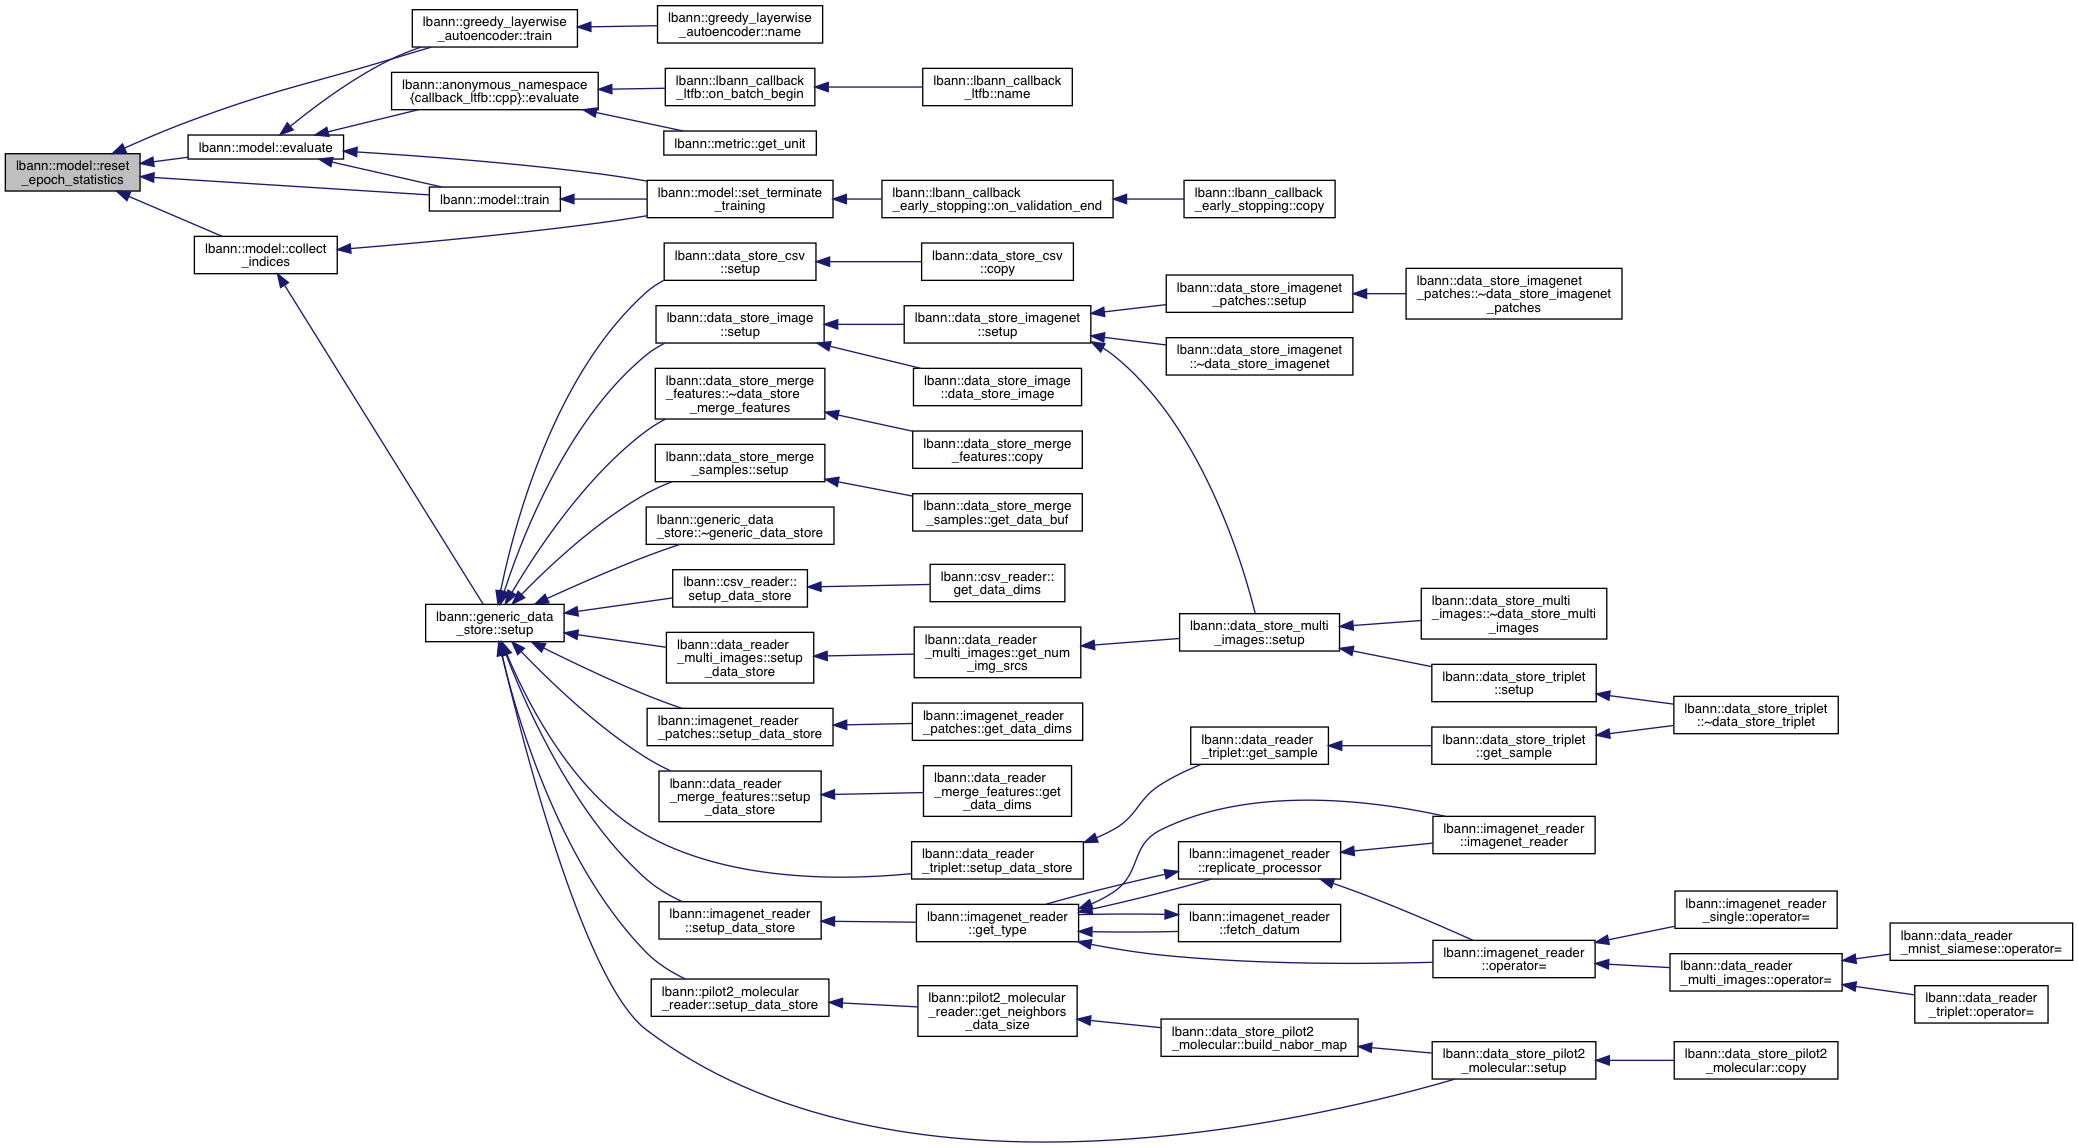 lbann::model::reset
_epoch_statistics
lbann::greedy_layerwise
_autoencoder::train
lbann::greedy_layerwise
_autoencoder::name
lbann::model::evaluate
lbann::anonymous_namespace
{callback_ltfb::cpp}::evaluate
lbann::lbann_callback
_ltfb::on_batch_begin
lbann::lbann_callback
_ltfb::name
lbann::metric::get_unit
lbann::model::train
lbann::model::set_terminate
_training
lbann::lbann_callback
_early_stopping::on_validation_end
lbann::lbann_callback
_early_stopping::copy
lbann::model::collect
_indices
lbann::generic_data
_store::setup
lbann::data_store_csv
::setup
lbann::data_store_csv
::copy
lbann::data_store_image
::setup
lbann::data_store_imagenet
::setup
lbann::data_store_imagenet
_patches::setup
lbann::data_store_imagenet
_patches::~data_store_imagenet
_patches
lbann::data_store_imagenet
::~data_store_imagenet
lbann::data_store_image
::data_store_image
lbann::data_store_merge
_features::~data_store
_merge_features
lbann::data_store_merge
_features::copy
lbann::data_store_merge
_samples::setup
lbann::data_store_merge
_samples::get_data_buf
lbann::generic_data
_store::~generic_data_store
lbann::csv_reader::
setup_data_store
lbann::csv_reader::
get_data_dims
lbann::data_reader
_multi_images::setup
_data_store
lbann::data_reader
_multi_images::get_num
_img_srcs
lbann::data_store_multi
_images::setup
lbann::data_store_multi
_images::~data_store_multi
_images
lbann::data_store_triplet
::setup
lbann::data_store_triplet
::~data_store_triplet
lbann::imagenet_reader
_patches::setup_data_store
lbann::imagenet_reader
_patches::get_data_dims
lbann::data_reader
_triplet::get_sample
lbann::data_store_triplet
::get_sample
lbann::data_reader
_merge_features::setup
_data_store
lbann::data_reader
_merge_features::get
_data_dims
lbann::data_reader
_triplet::setup_data_store
lbann::imagenet_reader
::replicate_processor
lbann::imagenet_reader
::imagenet_reader
lbann::imagenet_reader
::setup_data_store
lbann::imagenet_reader
::get_type
lbann::imagenet_reader
::fetch_datum
lbann::imagenet_reader
::operator=
lbann::imagenet_reader
_single::operator=
lbann::data_reader
_multi_images::operator=
lbann::data_reader
_mnist_siamese::operator=
lbann::data_reader
_triplet::operator=
lbann::pilot2_molecular
_reader::setup_data_store
lbann::pilot2_molecular
_reader::get_neighbors
_data_size
lbann::data_store_pilot2
_molecular::build_nabor_map
lbann::data_store_pilot2
_molecular::setup
lbann::data_store_pilot2
_molecular::copy